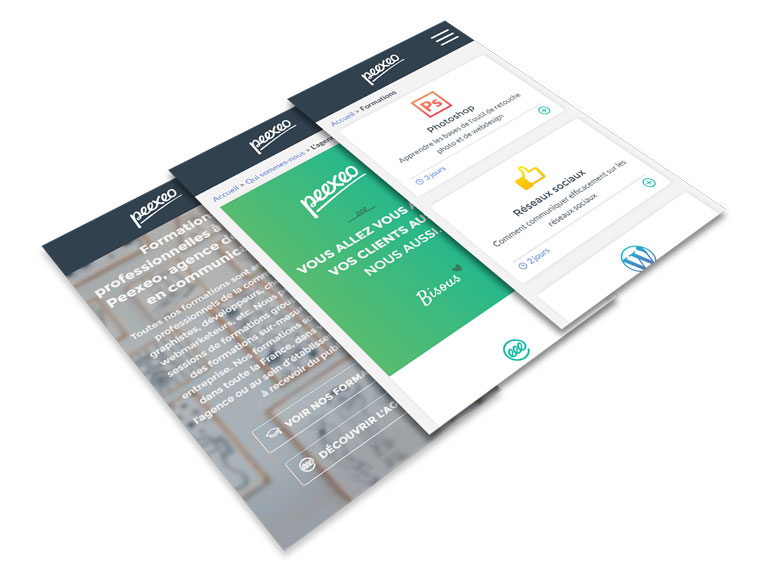 peexeo
Formation
professionnelles à
Peexeo, agence d
en communica
Toutes nos formations sont
professionnels de la comm
graphistes, développeurs, ch
webmarketeurs, etc. Nous p
sessions de formations grou
des formations sur-mesu
entreprise. Nos formations so
dans toute la France, dans
l'agence ou au sein d'établisse
à recevoir du pub
VOIR NOS FORMA
DÉCOUVRIR L'AG
peexeo
Accueil > Qui sommes-nous > L'agen
peexeo
VOUS ALLEZ VOUS A
VOS CLIENTS AU
NOUS AUSSI.
Bisous
peexeo
Accueil > Formations
Ps
Photoshop
Apprendre les bases de l'outil de retouche
photo et de webdesign
3 jours
Réseaux sociaux
Comment communiquer efficacement sur les
réseaux sociaux
2 jours